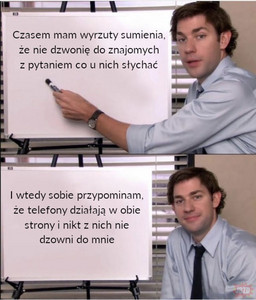 Czasem mam wyrzuty sumienia,
że nie dzwonię do znajomych
z pytaniem co u nich słychać
I wtedy sobie przypominam,
że telefony działają w obie
strony i nikt z nich nie
dzowni do mnie